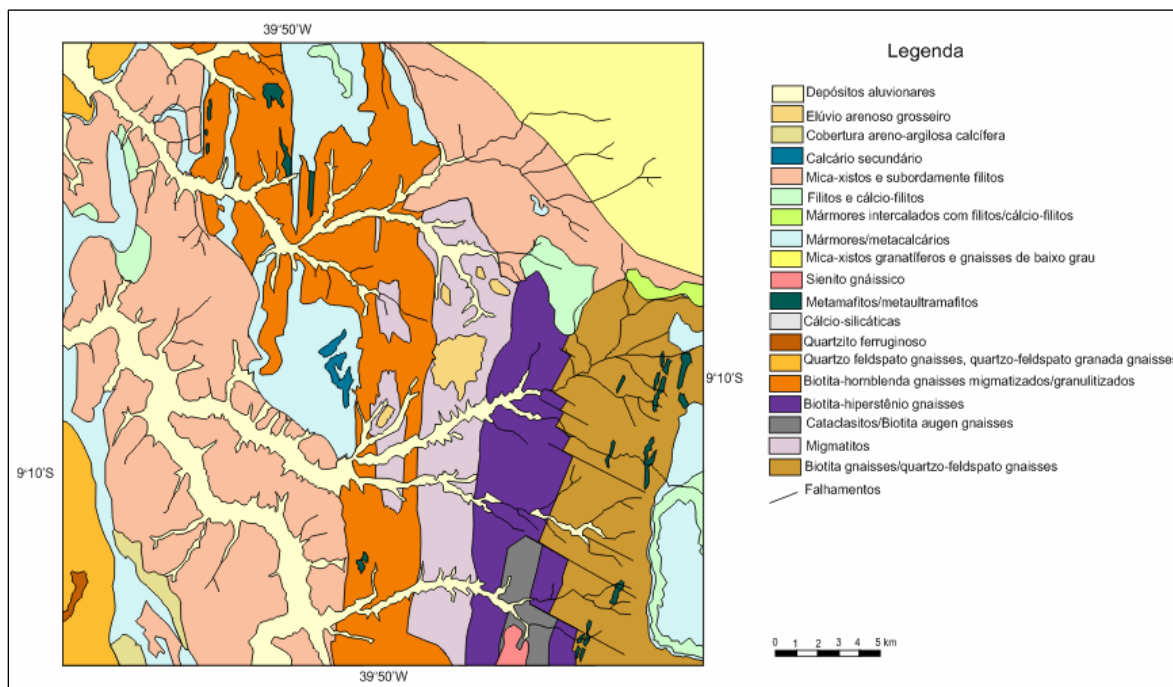 39°50'W
Legenda
Depósitos aluvionares
Elúvio arenoso grosseiro
Cobertura areno-argilosa calcífera
Calcário secundário
Mica-xistos e subordamente filitos
Filitos e cálcio-filitos
Mármores intercalados com filitos/cálcio-filitos
Mármores/metacalcários
Mica-xistos granatíferos e gnaisses de baixo grau
Sienito gnáissico
Metamafitos/metaultramafitos
Cálcio-silicáticas
Quartzito ferruginoso
Quartzo feldspato gnaisses, quartzo-feldspato granada gnaisses
9°10'S
Biotita-hornblenda gnaisses migmatizados/granulitizados
Biotita-hiperstênio gnaisses
Cataclasitos/Biotita augen gnaisses
Migmatitos
9°10'S
Biotita gnaisses/quartzo-feldspato gnaisses
Falhamentos
0 1 2 3 4 5 km
39°50'W